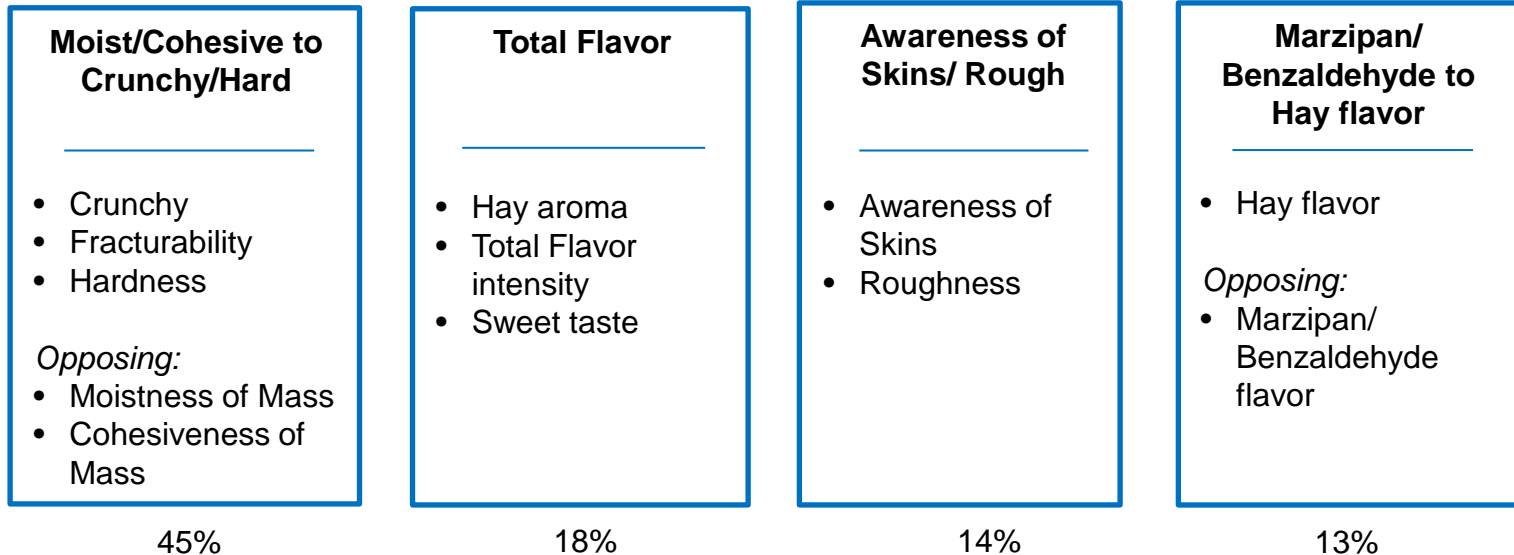 Moist/Cohesive to
Crunchy/Hard
• Crunchy
• Fracturability
• Hardness
Opposing:
• Moistness of Mass
• Cohesiveness of
Mass
45%
Total Flavor
• Hay aroma
• Total Flavor
intensity
• Sweet taste
18%
Awareness of
Skins/ Rough
• Awareness of
Skins
• Roughness
14%
Marzipan/
Benzaldehyde to
Hay flavor
• Hay flavor
Opposing:
• Marzipan/
Benzaldehyde
flavor
13%